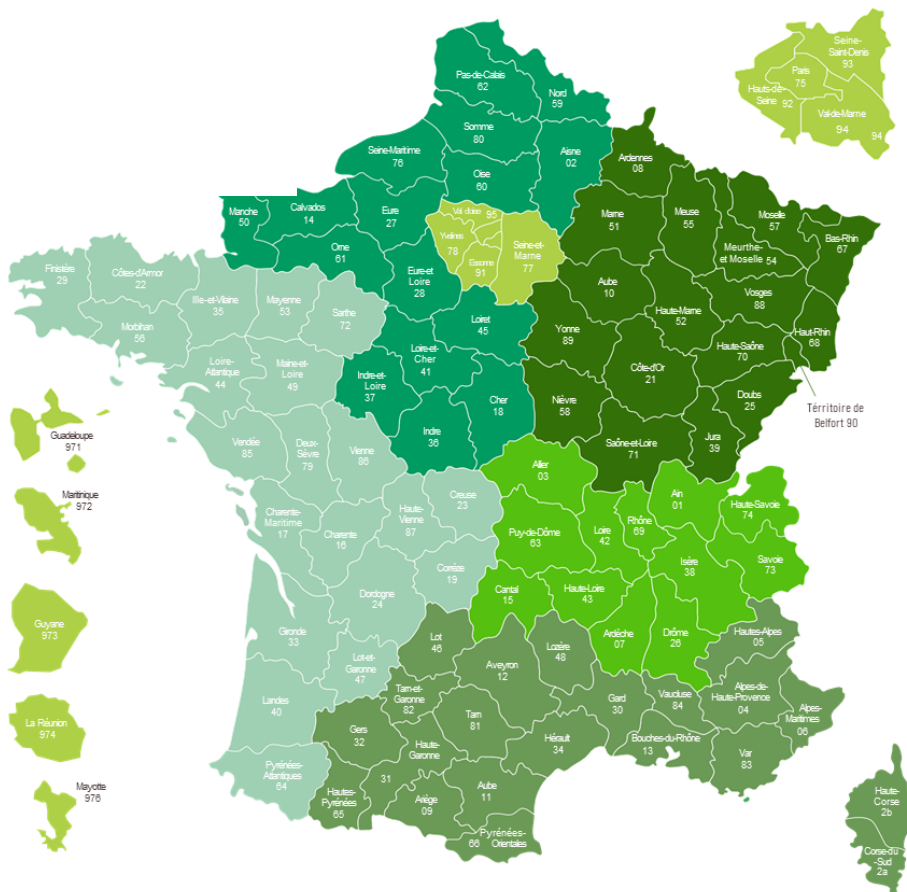 Pas-de-Calais
62
Nord
59
Somme
80
Seine-Maritime
76
Aisne
02
Oise
60
Ardennes
08
Seine-
Saint-Denis
93
Paris
75
Hauts-de-
Seine 92
Val-de-Marne
94
94
Manche
50
Calvados
14
Eure
27
Orne
61
Eure-et
Loire
28
Val doise 95
Yvelines
78
Essonne
91
Seine-et-
Marne
77
Marne
51
Meuse
55
Moselle
57
Meurthe-
et Moselle 54
Bas-Rhin
67
Aube
10
Haute-Marne
52
Vosges
88
Haut-Rhin
68
Finistère
29
Côtes-d'Armor
22
Ille-et-Vilaine
35
Morbihan
56
Mayenne
53
Sarthe
72
Loiret
45
Yonne
89
Haute-Saône
70
Loire-
Atlantique
44
Maine-et
Loire
49
Loir-et-
Cher
41
Indre-et
Loire
37
Cher
18
Indre
36
Nièvre
58
Côte-d'Or
21
Doubs
25
Térritoire de
Belfort 90
Saône-et-Loire
71
Jura
39
Vendée
85
Deux-
Sèvre
79
Vienne
86
Guadeloupe
971
Martinique
972
Guyane
973
La Réunion
974
Mayotte
976
Charente-
Maritime
17
Charente
16
Haute-
Vienne
87
Creuse
23
Corrèze
19
Dordogne
24
Gironde
33
Lot-et-
Garonne
47
Landes
40
Pyrénées-
Atlantiques
64
Allier
03
Puy-de-Dôme
63
Loire
42
Rhône
69
Ain
01
Haute-Savoie
74
Savoie
73
Isère
38
Cantal
15
Haute-Loire
43
Ardèche
07
Drôme
26
Hautes-Alpes
05
Lot
46
Aveyron
12
Lozère
48
Tarn-et
Garonne
82
Tarn
81
Gard
30
Vaucluse
84
Alpes-de-
Haute-Provence
04
Alpes-
Maritimes
06
Gers
32
Haute-
Garonne
31
Hérault
34
Bouches-du-Rhône
13
Var
83
Hautes-
Pyrénées
65
Ariège
09
Aube
11
Pyrénées-
66 Orientales
Haute-
Corse
2b
Corse-du
-Sud
2a